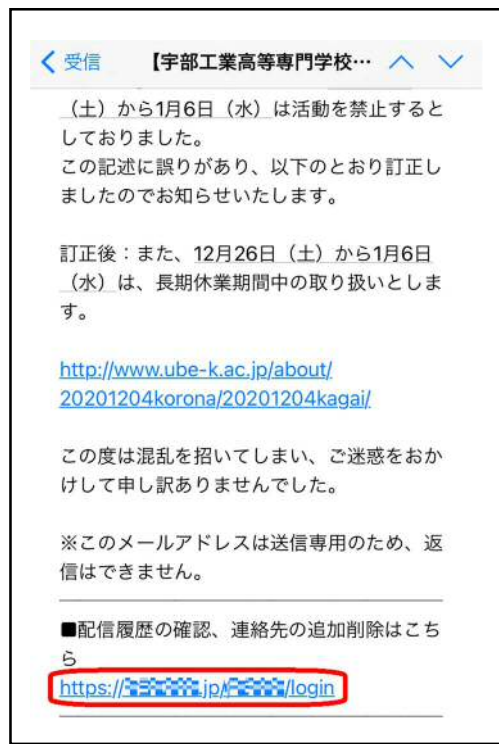 受信 【宇部工業高等専門学校…
（土）から1月6日（水）は活動を禁止すると
しておりました。
この記述に誤りがあり、以下のとおり訂正し
ましたのでお知らせいたします。
訂正後：また、12月26日（土）から1月6日
（水）は、長期休業期間中の取り扱いとしま
す。
http://www.ube-k.ac.jp/about/
20201204korona/20201204kagai/
この度は混乱を招いてしまい、ご迷惑をおか
けして申し訳ありませんでした。
※このメールアドレスは送信専用のため、返
信はできません。
■配信履歴の確認、連絡先の追加削除はこち
ら
https:// .jp/ /login